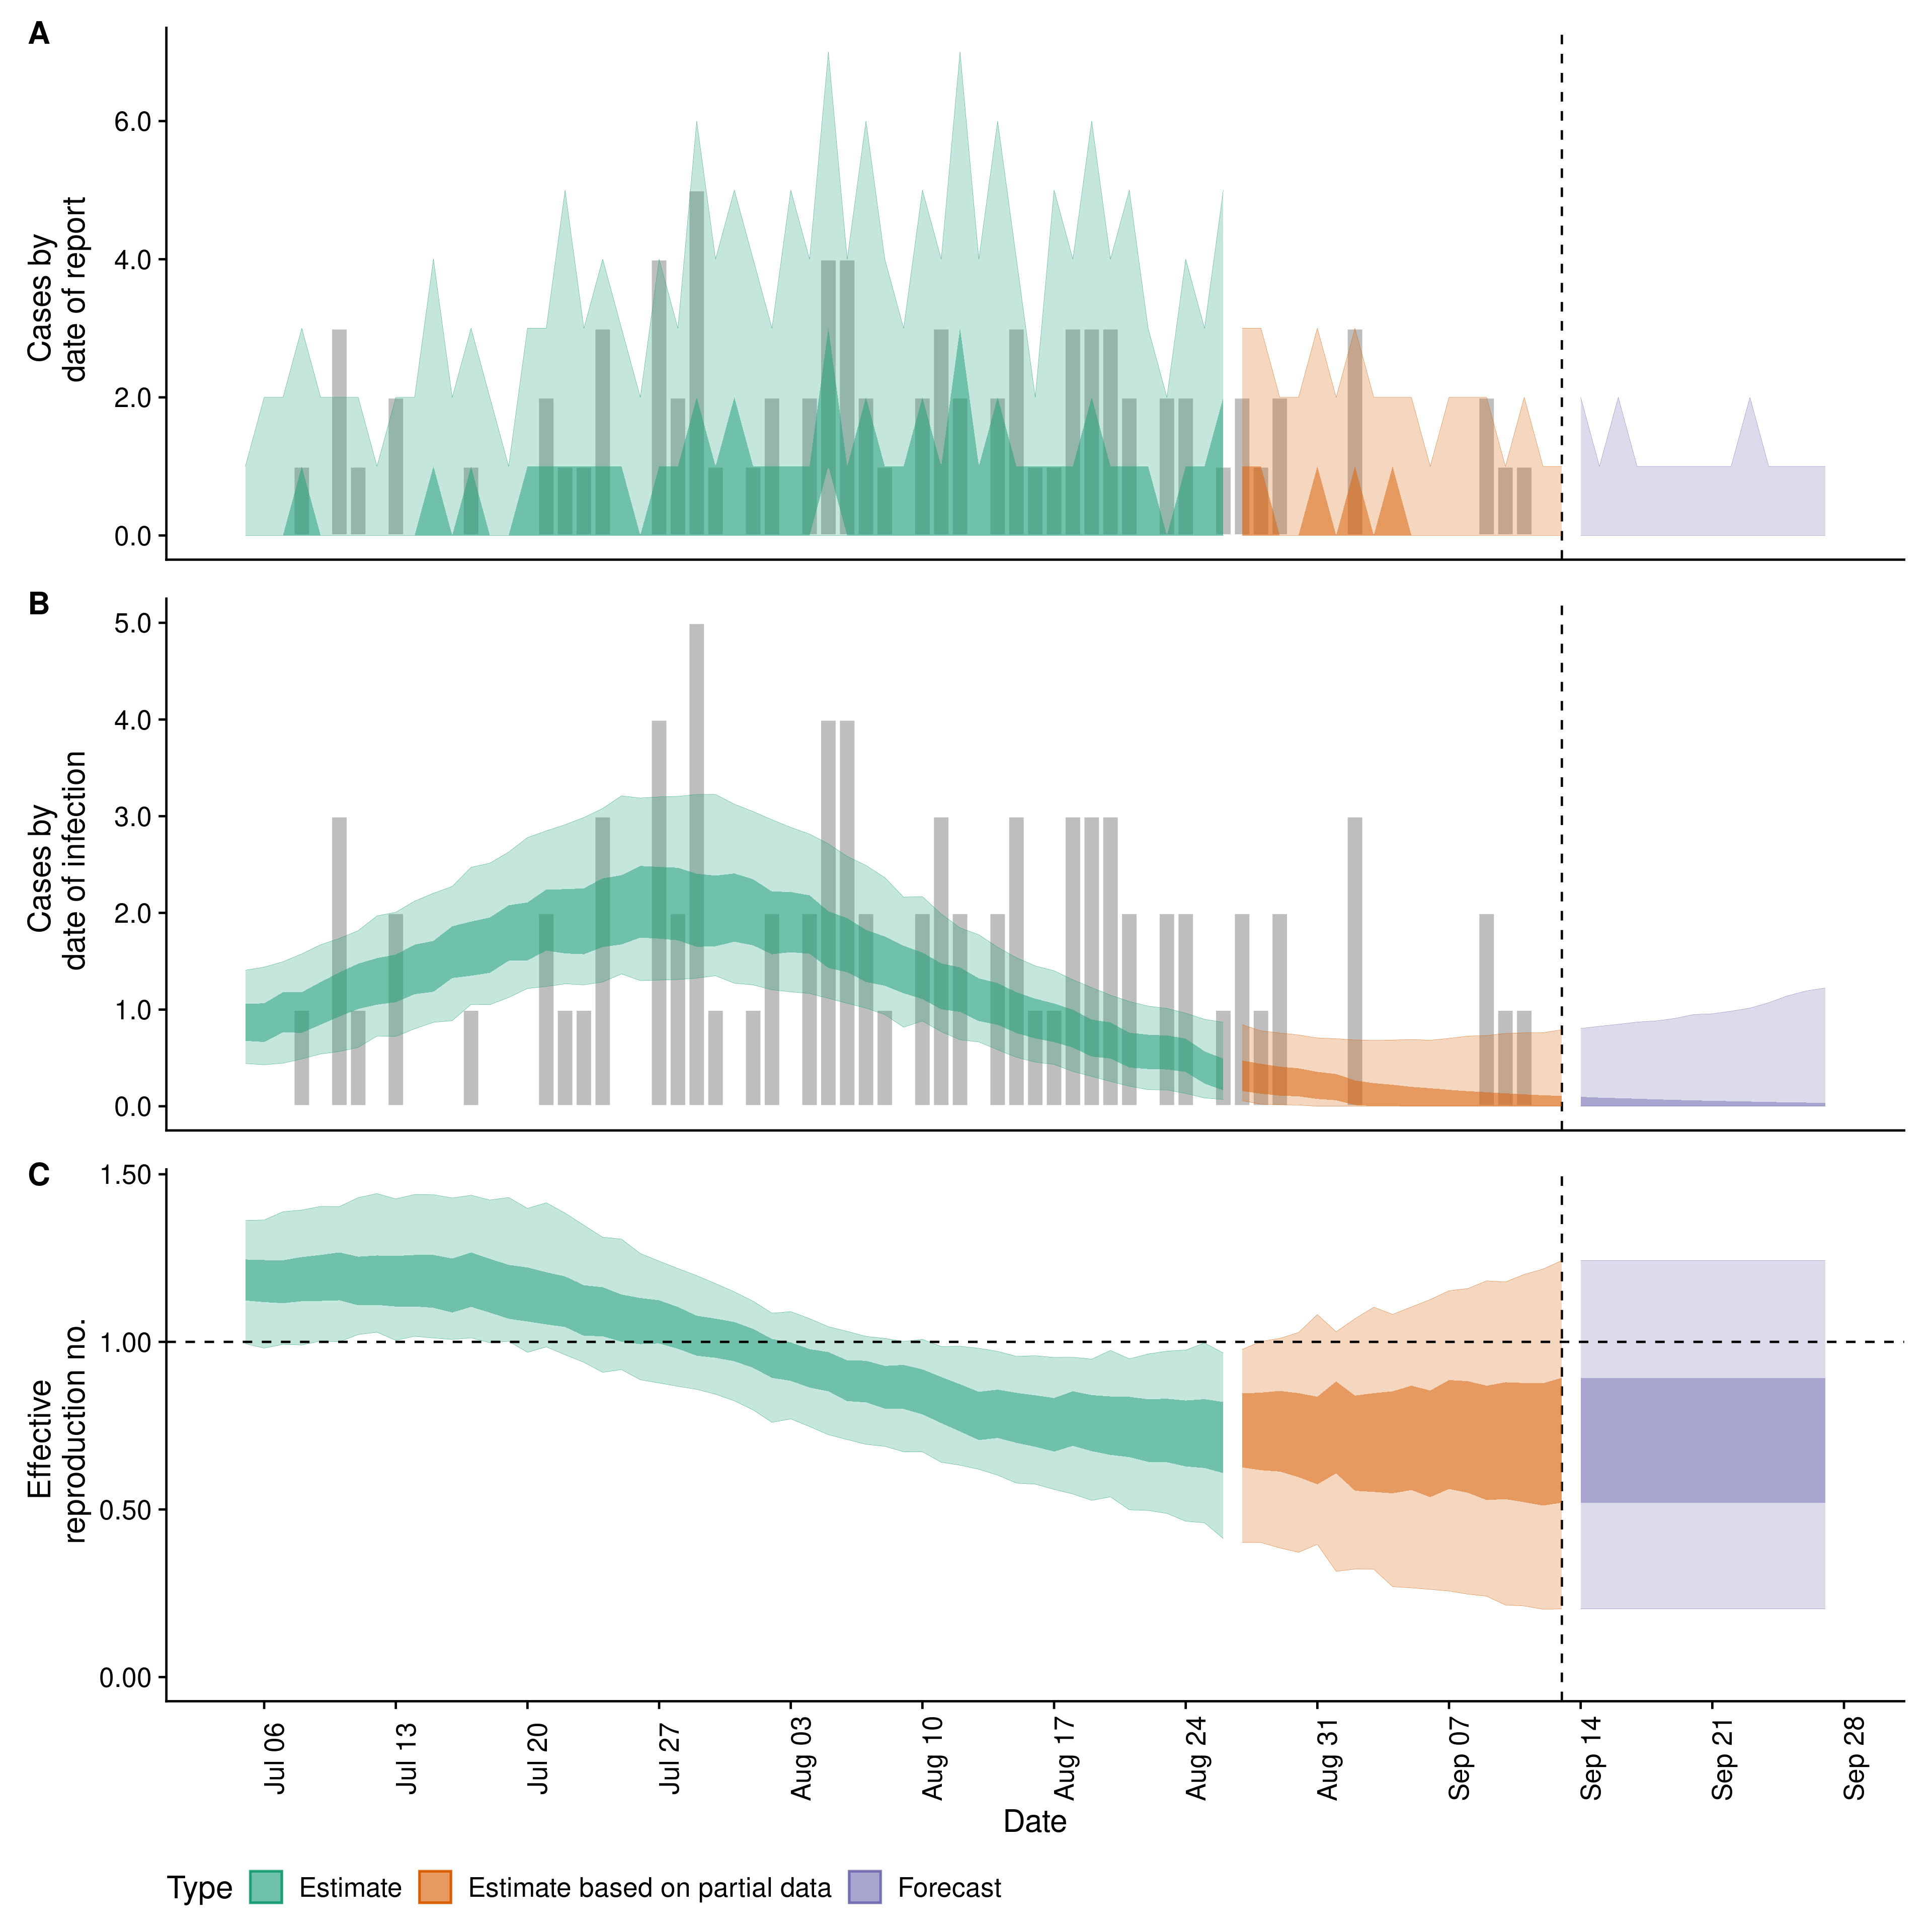 A
Cases by
date of report
6.0
4.0
2.0
0.0
B
Cases by
date of infection
5.0
4.0
3.0
2.0
1.0
0.0
C
Effective
reproduction no.
1.50
1.00
0.50
0.00
Jul 06
Jul 13
Jul 20
Jul 27
Aug 03
Aug 10
Aug 17
Aug 24
Aug 31
Sep 07
Sep 14
Sep 21
Sep 28
Date
Type Estimate Estimate based on partial data Forecast